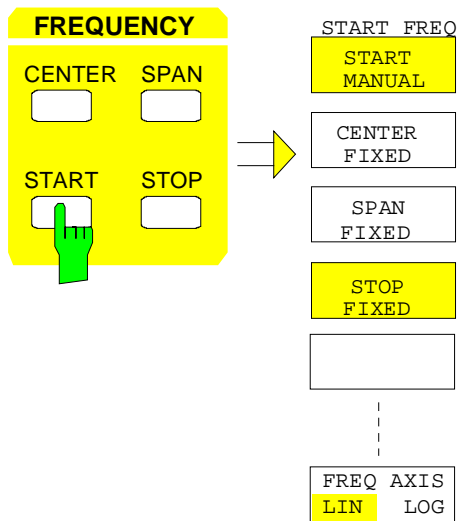 FREQUENCY
CENTER SPAN
START STOP
START FREQ
START
MANUAL
CENTER
FIXED
SPAN
FIXED
STOP
FIXED
FREQ AXIS
LIN LOG